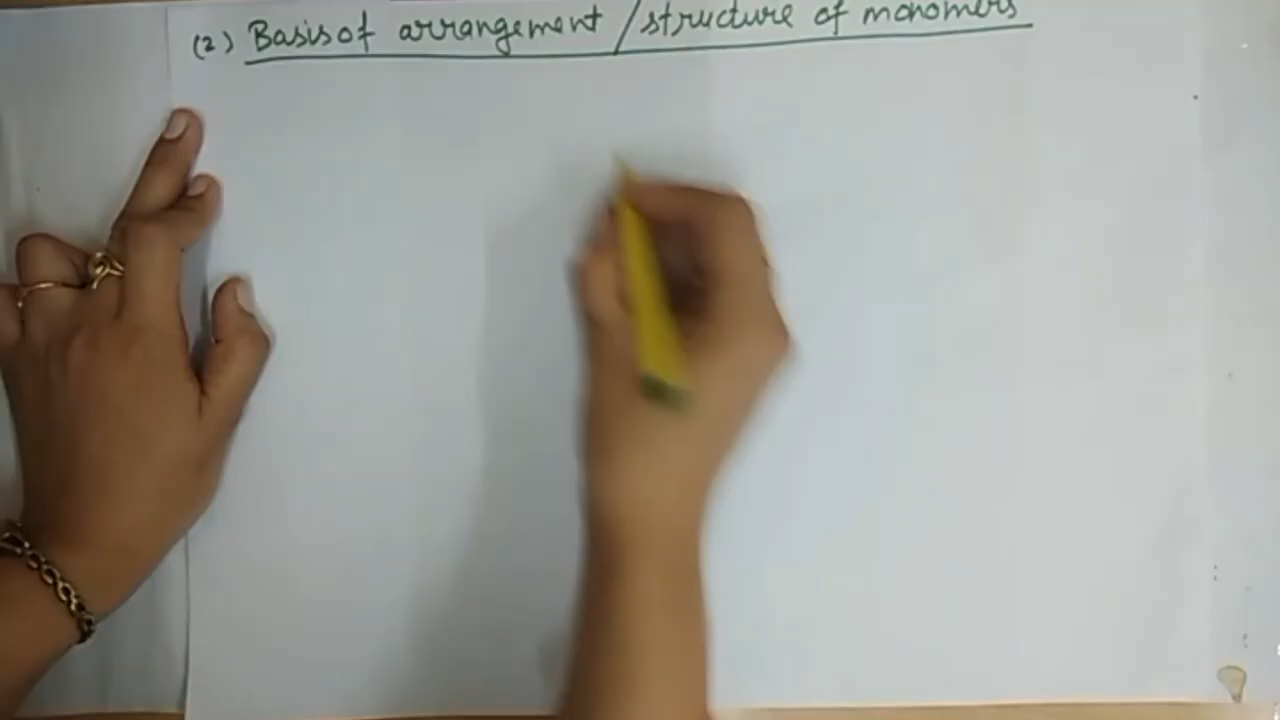 (2) Basis of arrangement / structure of monomers